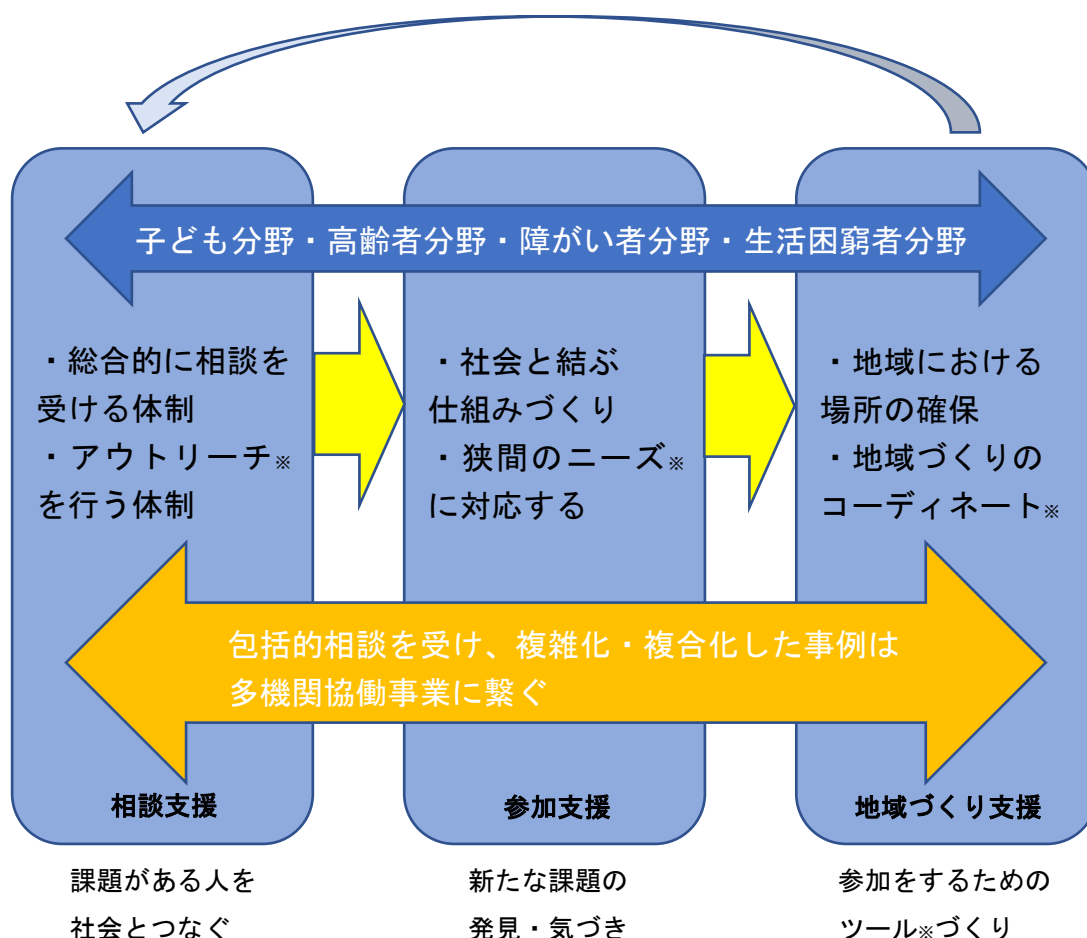 子ども分野・高齢者分野・障がい者分野・生活困窮者分野
・総合的に相談を
受ける体制
・アウトリーチ※
を行う体制
・社会と結ぶ
仕組みづくり
・狭間のニーズ※
に対応する
・地域における
場所の確保
・地域づくりの
コーディネート※
包括的相談を受け、複雑化・複合化した事例は
多機関協働事業に繋ぐ
相談支援
参加支援
地域づくり支援
課題がある人を
社会とつなぐ
新たな課題の
発見・気づき
参加をするための
ツール※づくり